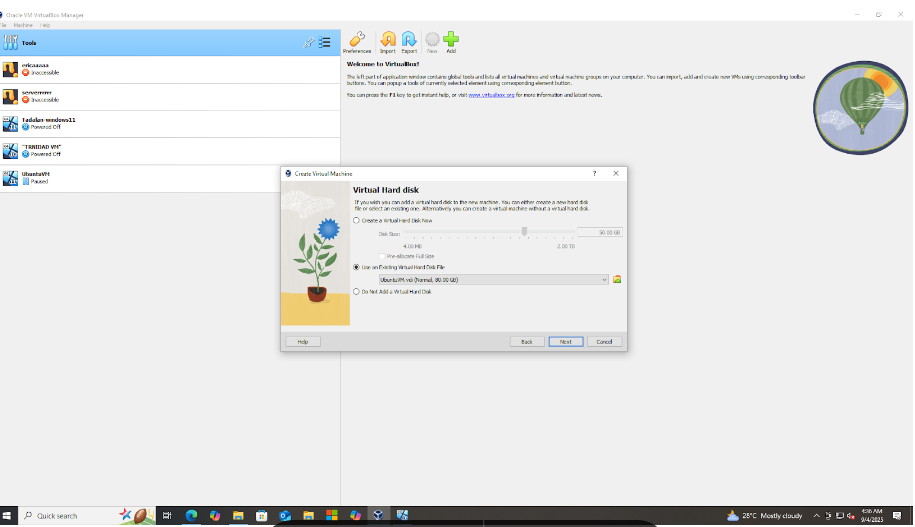 Oracle VM VirtualBox Manager
File Machine Help
Tools
ericaaaaa
Inaccessible
serverrrrrr
Inaccessible
Tadalan-windows11
Powered Off
"TRNIDAD VM"
Powered Off
UbuntuVM
Paused
Preferences Import Export New Add
Welcome to VirtualBox!
The left part of application window contains global tools and lists all virtual machines and virtual machine groups on your computer. You can import, add and create new VMs using corresponding toolbar
buttons. You can popup a tools of currently selected element using corresponding element button.
You can press the F1 key to get instant help, or visit www.virtualbox.org for more information and latest news.
Create Virtual Machine
Virtual Hard disk
If you wish you can add a virtual hard disk to the new machine. You can either create a new hard disk
file or select an existing one. Alternatively you can create a virtual machine without a virtual hard disk.
Create a Virtual Hard Disk Now
Disk Size: 50.00 GB
4.00 MB 2.00 TB
Pre-allocate Full Size
Use an Existing Virtual Hard Disk File
UbuntuVM.vdi (Normal, 80.00 GB)
Do Not Add a Virtual Hard Disk
Help Back Next Cancel
Quick search
28°C Mostly cloudy
4:36 AM
9/4/2025